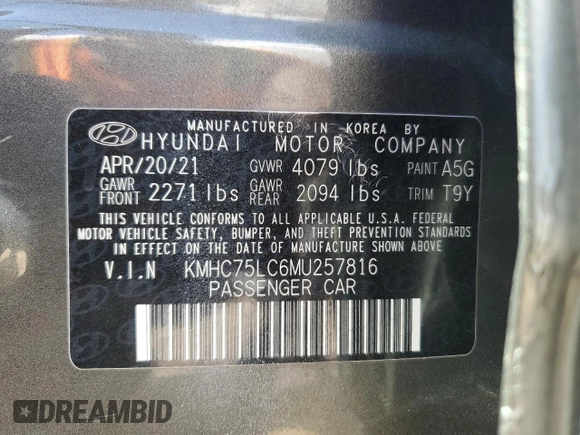 MANUFACTURED IN KOREA BY
HYUNDAI MOTOR COMPANY
APR/20/21 GVWR 4079 lbs PAINT A5G
GAWR FRONT 2271 lbs GAWR REAR 2094 lbs TRIM T9Y
THIS VEHICLE CONFORMS TO ALL APPLICABLE U.S.A. FEDERAL
MOTOR VEHICLE SAFETY, BUMPER, AND THEFT STANDARDS
IN EFFECT ON THE DATE OF MANUFACTURE SHOWN ABOVE
V.I.N KMHC75LC6MU257816
PASSENGER CAR
DREAMBID